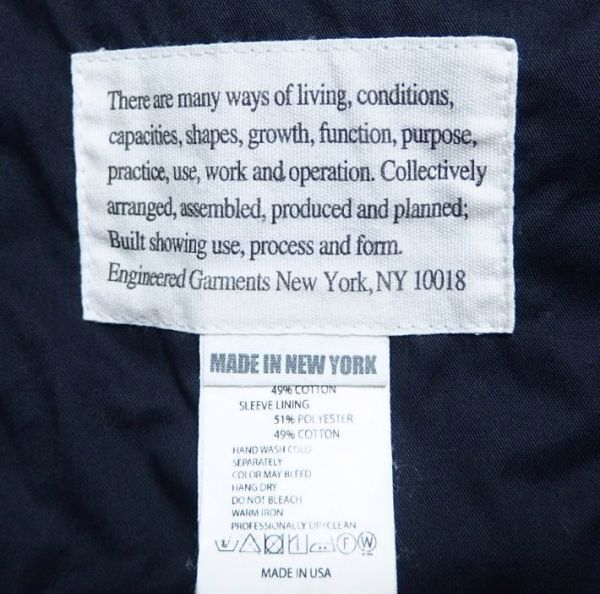 There are many ways of living, conditions,
capacities, shapes, growth, function, purpose,
practice, use, work and operation. Collectively
arranged, assembled, produced and planned;
Built showing use, process and form.
Engineered Garments New York, NY 10018
MADE IN NEW YORK
49% COTTON
SLEEVE LINING
51% POLYESTER
49% COTTON
HAND WASH COLD
SEPARATELY
COLOR MAY BLEED
HANG DRY
DO NOT BLEACH
WARM IRON
PROFESSIONALLY DRYCLEAN
F W
MADE IN USA